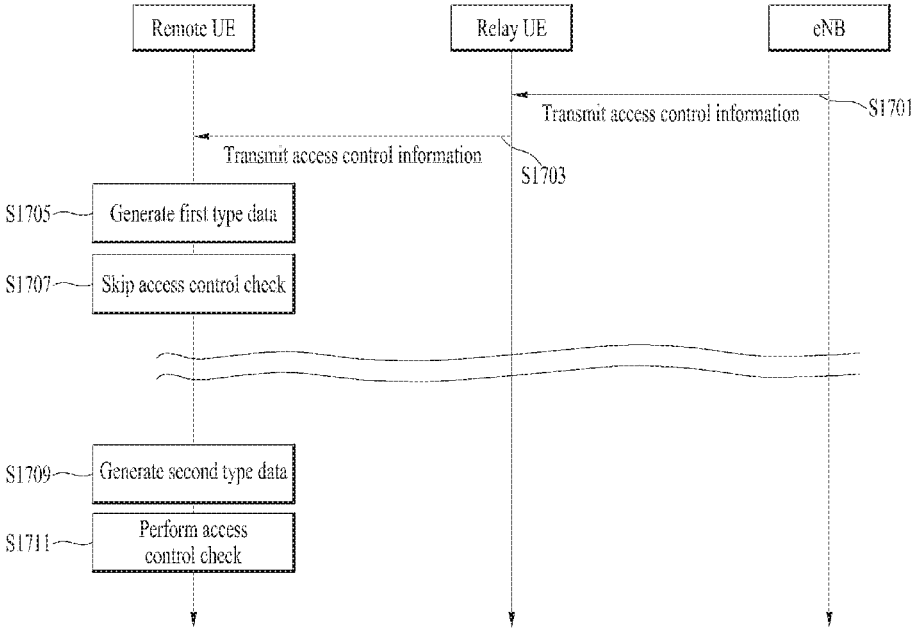 Remote UE
Relay UE
eNB
Transmit access control information
S1701
Transmit access control information
S1703
S1705
Generate first type data
S1707
Skip access control check
S1709
Generate second type data
S1711
Perform access
control check